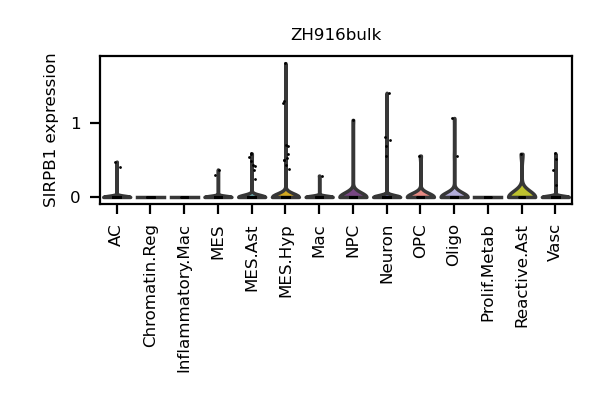 ZH916bulk
SIRPB1 expression
1
0
AC
Chromatin.Reg
Inflammatory.Mac
MES
MES.Ast
MES.Hyp
Mac
NPC
Neuron
OPC
Oligo
Prolif.Metab
Reactive.Ast
Vasc